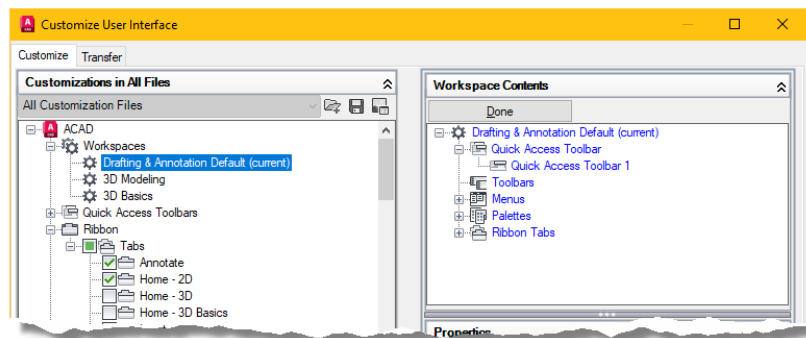 Customize User Interface
Customize Transfer
Customizations in All Files
All Customization Files
ACAD
Workspaces
Drafting & Annotation Default (current)
3D Modeling
3D Basics
Quick Access Toolbars
Ribbon
Tabs
Annotate
Home - 2D
Home - 3D
Home - 3D Basics
Workspace Contents
Done
Drafting & Annotation Default (current)
Quick Access Toolbar
Quick Access Toolbar 1
Toolbars
Menus
Palettes
Ribbon Tabs
Properties